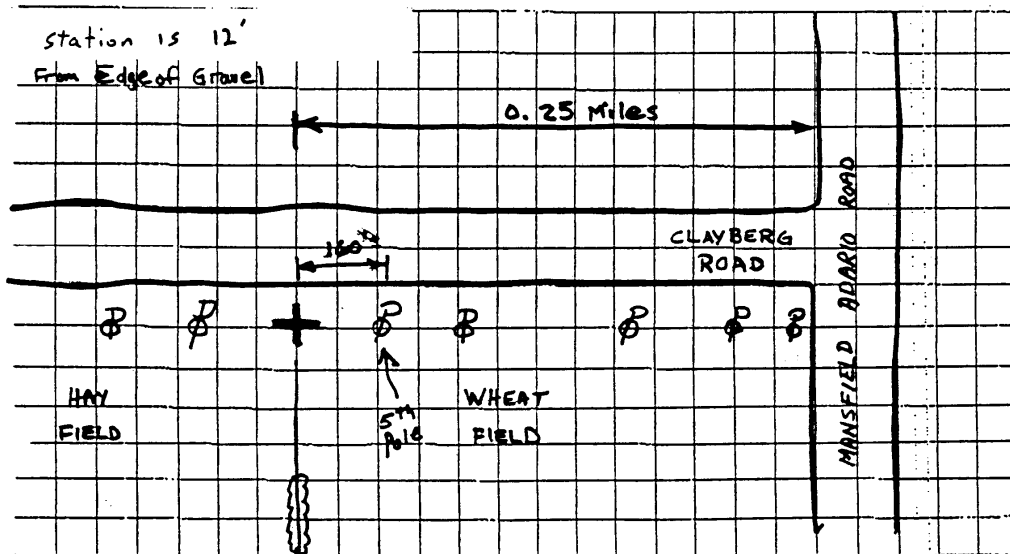 station is 12'
From Edge of Gravel
0.25 Miles
CLAYBERG
ROAD
MANSFIELD ADARIO ROAD
P
P
P
P
P
P
P
HAY
FIELD
5th
Pole
WHEAT
FIELD